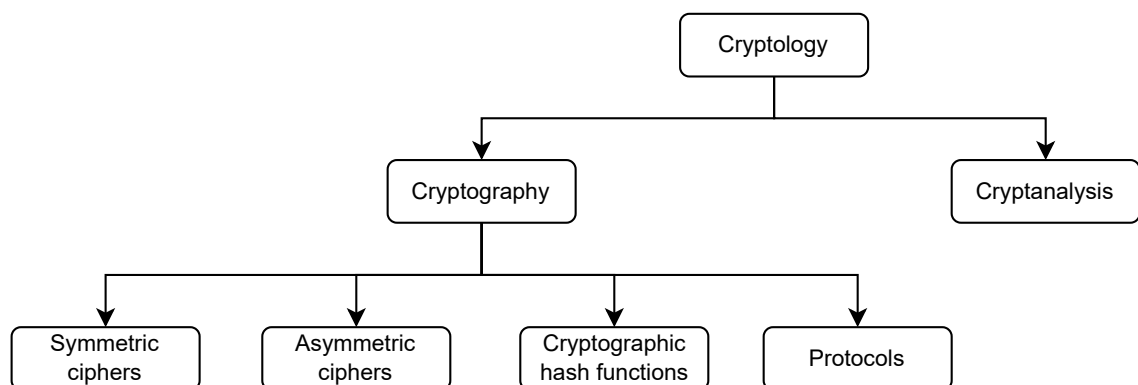 Cryptology
Cryptography
Cryptanalysis
Symmetric
ciphers
Asymmetric
ciphers
Cryptographic
hash functions
Protocols